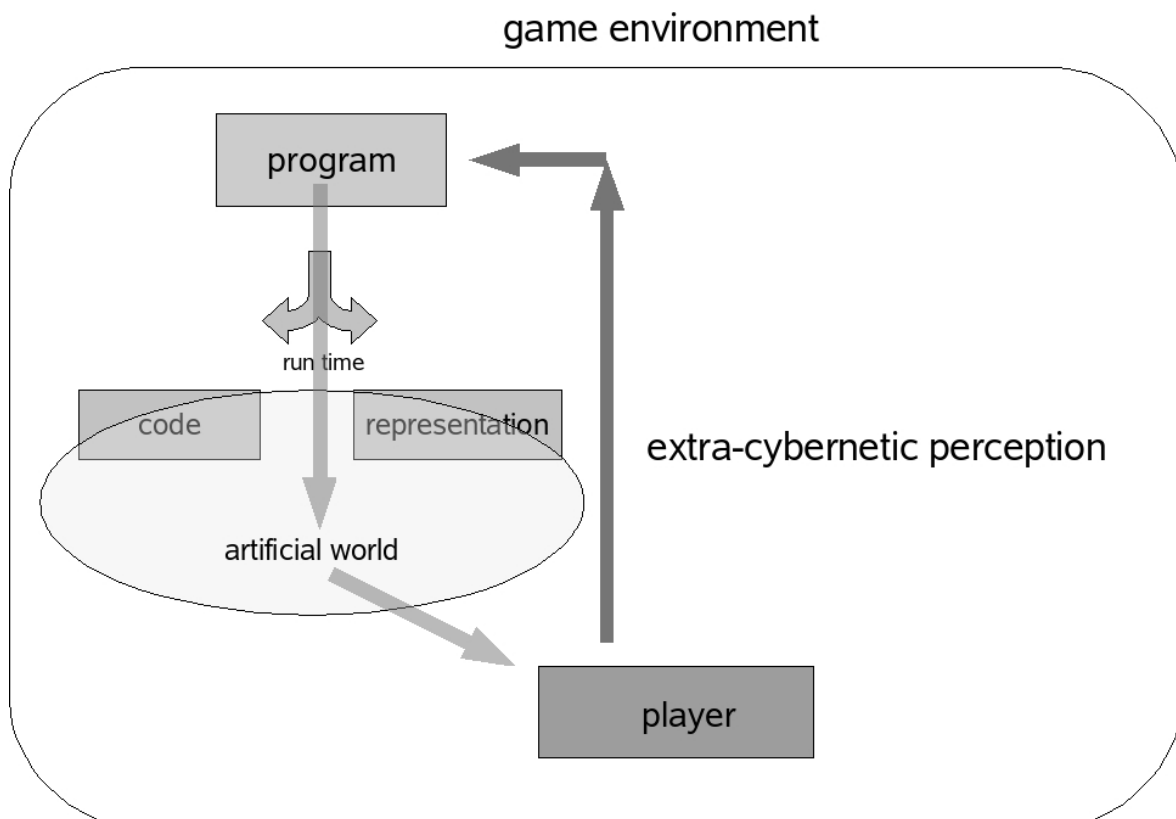 game environment
program
run time
code
representation
extra-cybernetic perception
artificial world
player